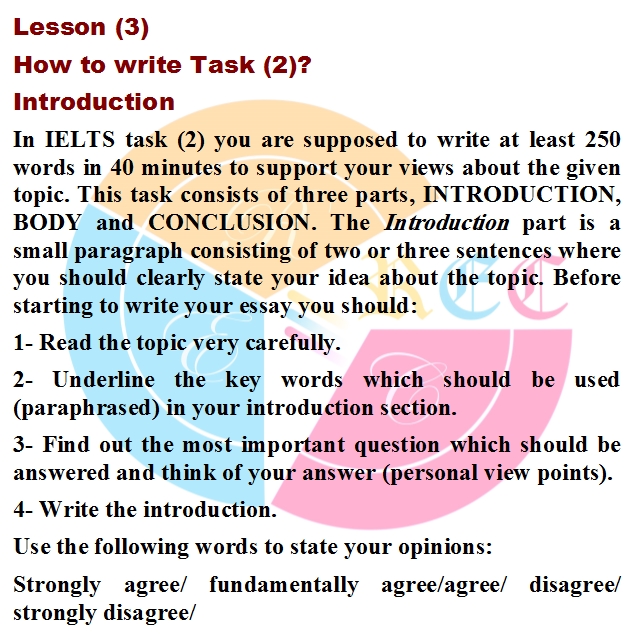 Lesson (3)
How to write Task (2)?
Introduction
In IELTS task (2) you are supposed to write at least 250
words in 40 minutes to support your views about the given
topic. This task consists of three parts, INTRODUCTION,
BODY and CONCLUSION. The Introduction part is a
small paragraph consisting of two or three sentences where
you should clearly state your idea about the topic. Before
starting to write your essay you should:
1- Read the topic very carefully.
2- Underline the key words which should be used
(paraphrased) in your introduction section.
3- Find out the most important question which should be
answered and think of your answer (personal view points).
4- Write the introduction.
Use the following words to state your opinions:
Strongly agree/ fundamentally agree/agree/ disagree/
strongly disagree/